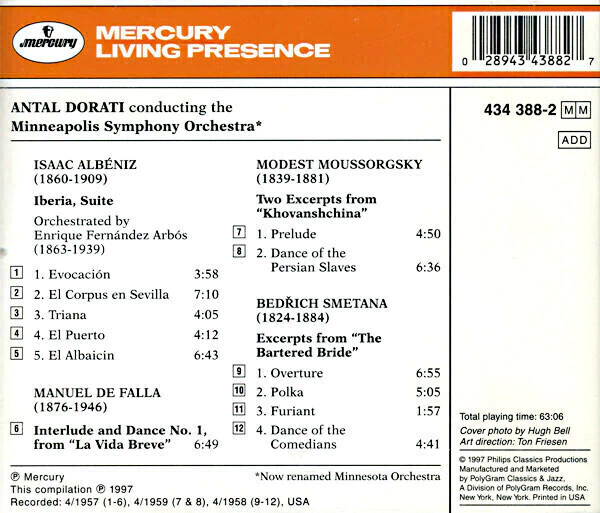 mercury
MERCURY
LIVING PRESENCE
0 28943 43882 7
ANTAL DORATI conducting the
Minneapolis Symphony Orchestra*
434 388-2 MM
ADD
ISAAC ALBÉNIZ
(1860-1909)
Iberia, Suite
Orchestrated by
Enrique Fernández Arbós
(1863-1939)
1 1. Evocación 3:58
2 2. El Corpus en Sevilla 7:10
3 3. Triana 4:05
4 4. El Puerto 4:12
5 5. El Albaicin 6:43
MANUEL DE FALLA
(1876-1946)
6 Interlude and Dance No. 1,
from “La Vida Breve” 6:49
MODEST MOUSSORGSKY
(1839-1881)
Two Excerpts from
“Khovanshchina”
7 1. Prelude 4:50
8 2. Dance of the
Persian Slaves 6:36
BEDŘICH SMETANA
(1824-1884)
Excerpts from “The
Bartered Bride”
9 1. Overture 6:55
10 2. Polka 5:05
11 3. Furiant 1:57
12 4. Dance of the
Comedians 4:41
Total playing time: 63:06
Cover photo by Hugh Bell
Art direction: Ton Friesen
℗ Mercury
This compilation ℗ 1997
Recorded: 4/1957 (1-6), 4/1959 (7 & 8), 4/1958 (9-12), USA
*Now renamed Minnesota Orchestra
© 1997 Philips Classics Productions
Manufactured and Marketed
by PolyGram Classics & Jazz,
A Division of PolyGram Records, Inc.
New York, New York. Printed in USA